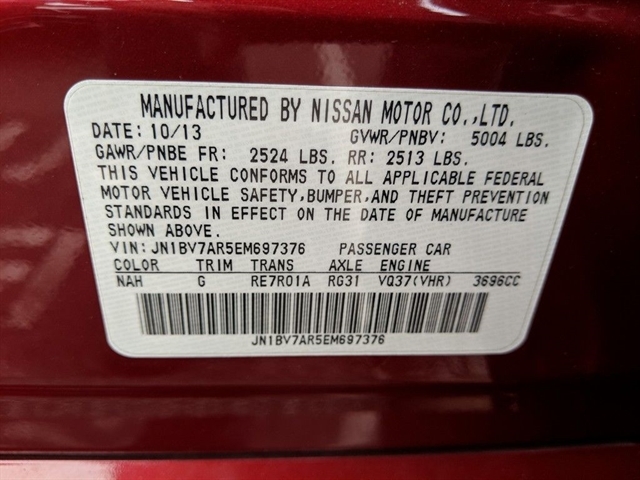 MANUFACTURED BY NISSAN MOTOR CO.,LTD.
DATE: 10/13 GVWR/PNBV: 5004 LBS.
GAWR/PNBE FR: 2524 LBS. RR: 2513 LBS.
THIS VEHICLE CONFORMS TO ALL APPLICABLE FEDERAL
MOTOR VEHICLE SAFETY,BUMPER,AND THEFT PREVENTION
STANDARDS IN EFFECT ON THE DATE OF MANUFACTURE
SHOWN ABOVE.
VIN: JN1BV7AR5EM697376 PASSENGER CAR
COLOR TRIM TRANS AXLE ENGINE
NAH G RE7R01A RG31 VQ37(VHR) 3696CC
JN1BV7AR5EM697376